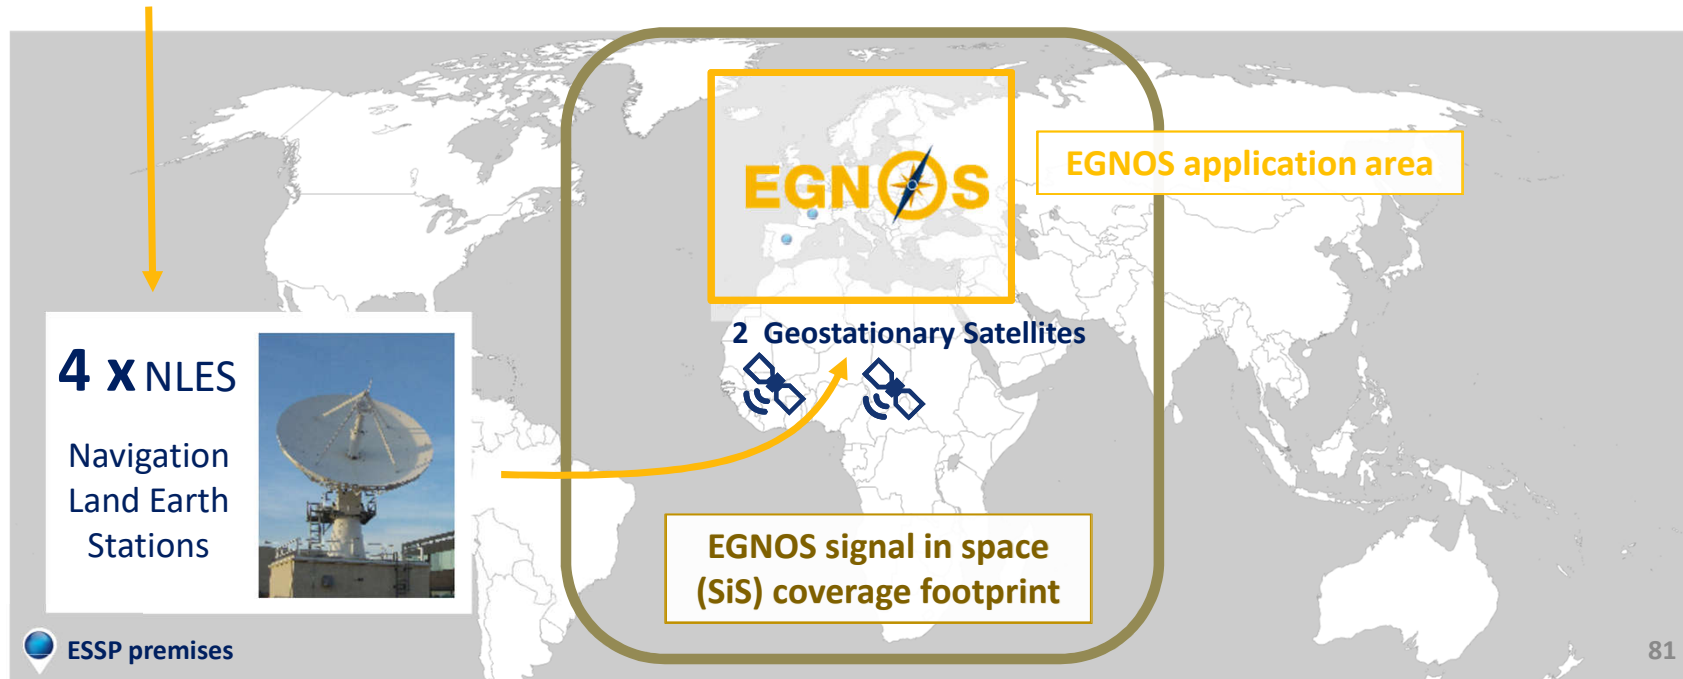 EGNOS
EGNOS application area
2 Geostationary Satellites
4 x NLES
Navigation
Land Earth
Stations
EGNOS signal in space
(SiS) coverage footprint
ESSP premises
81